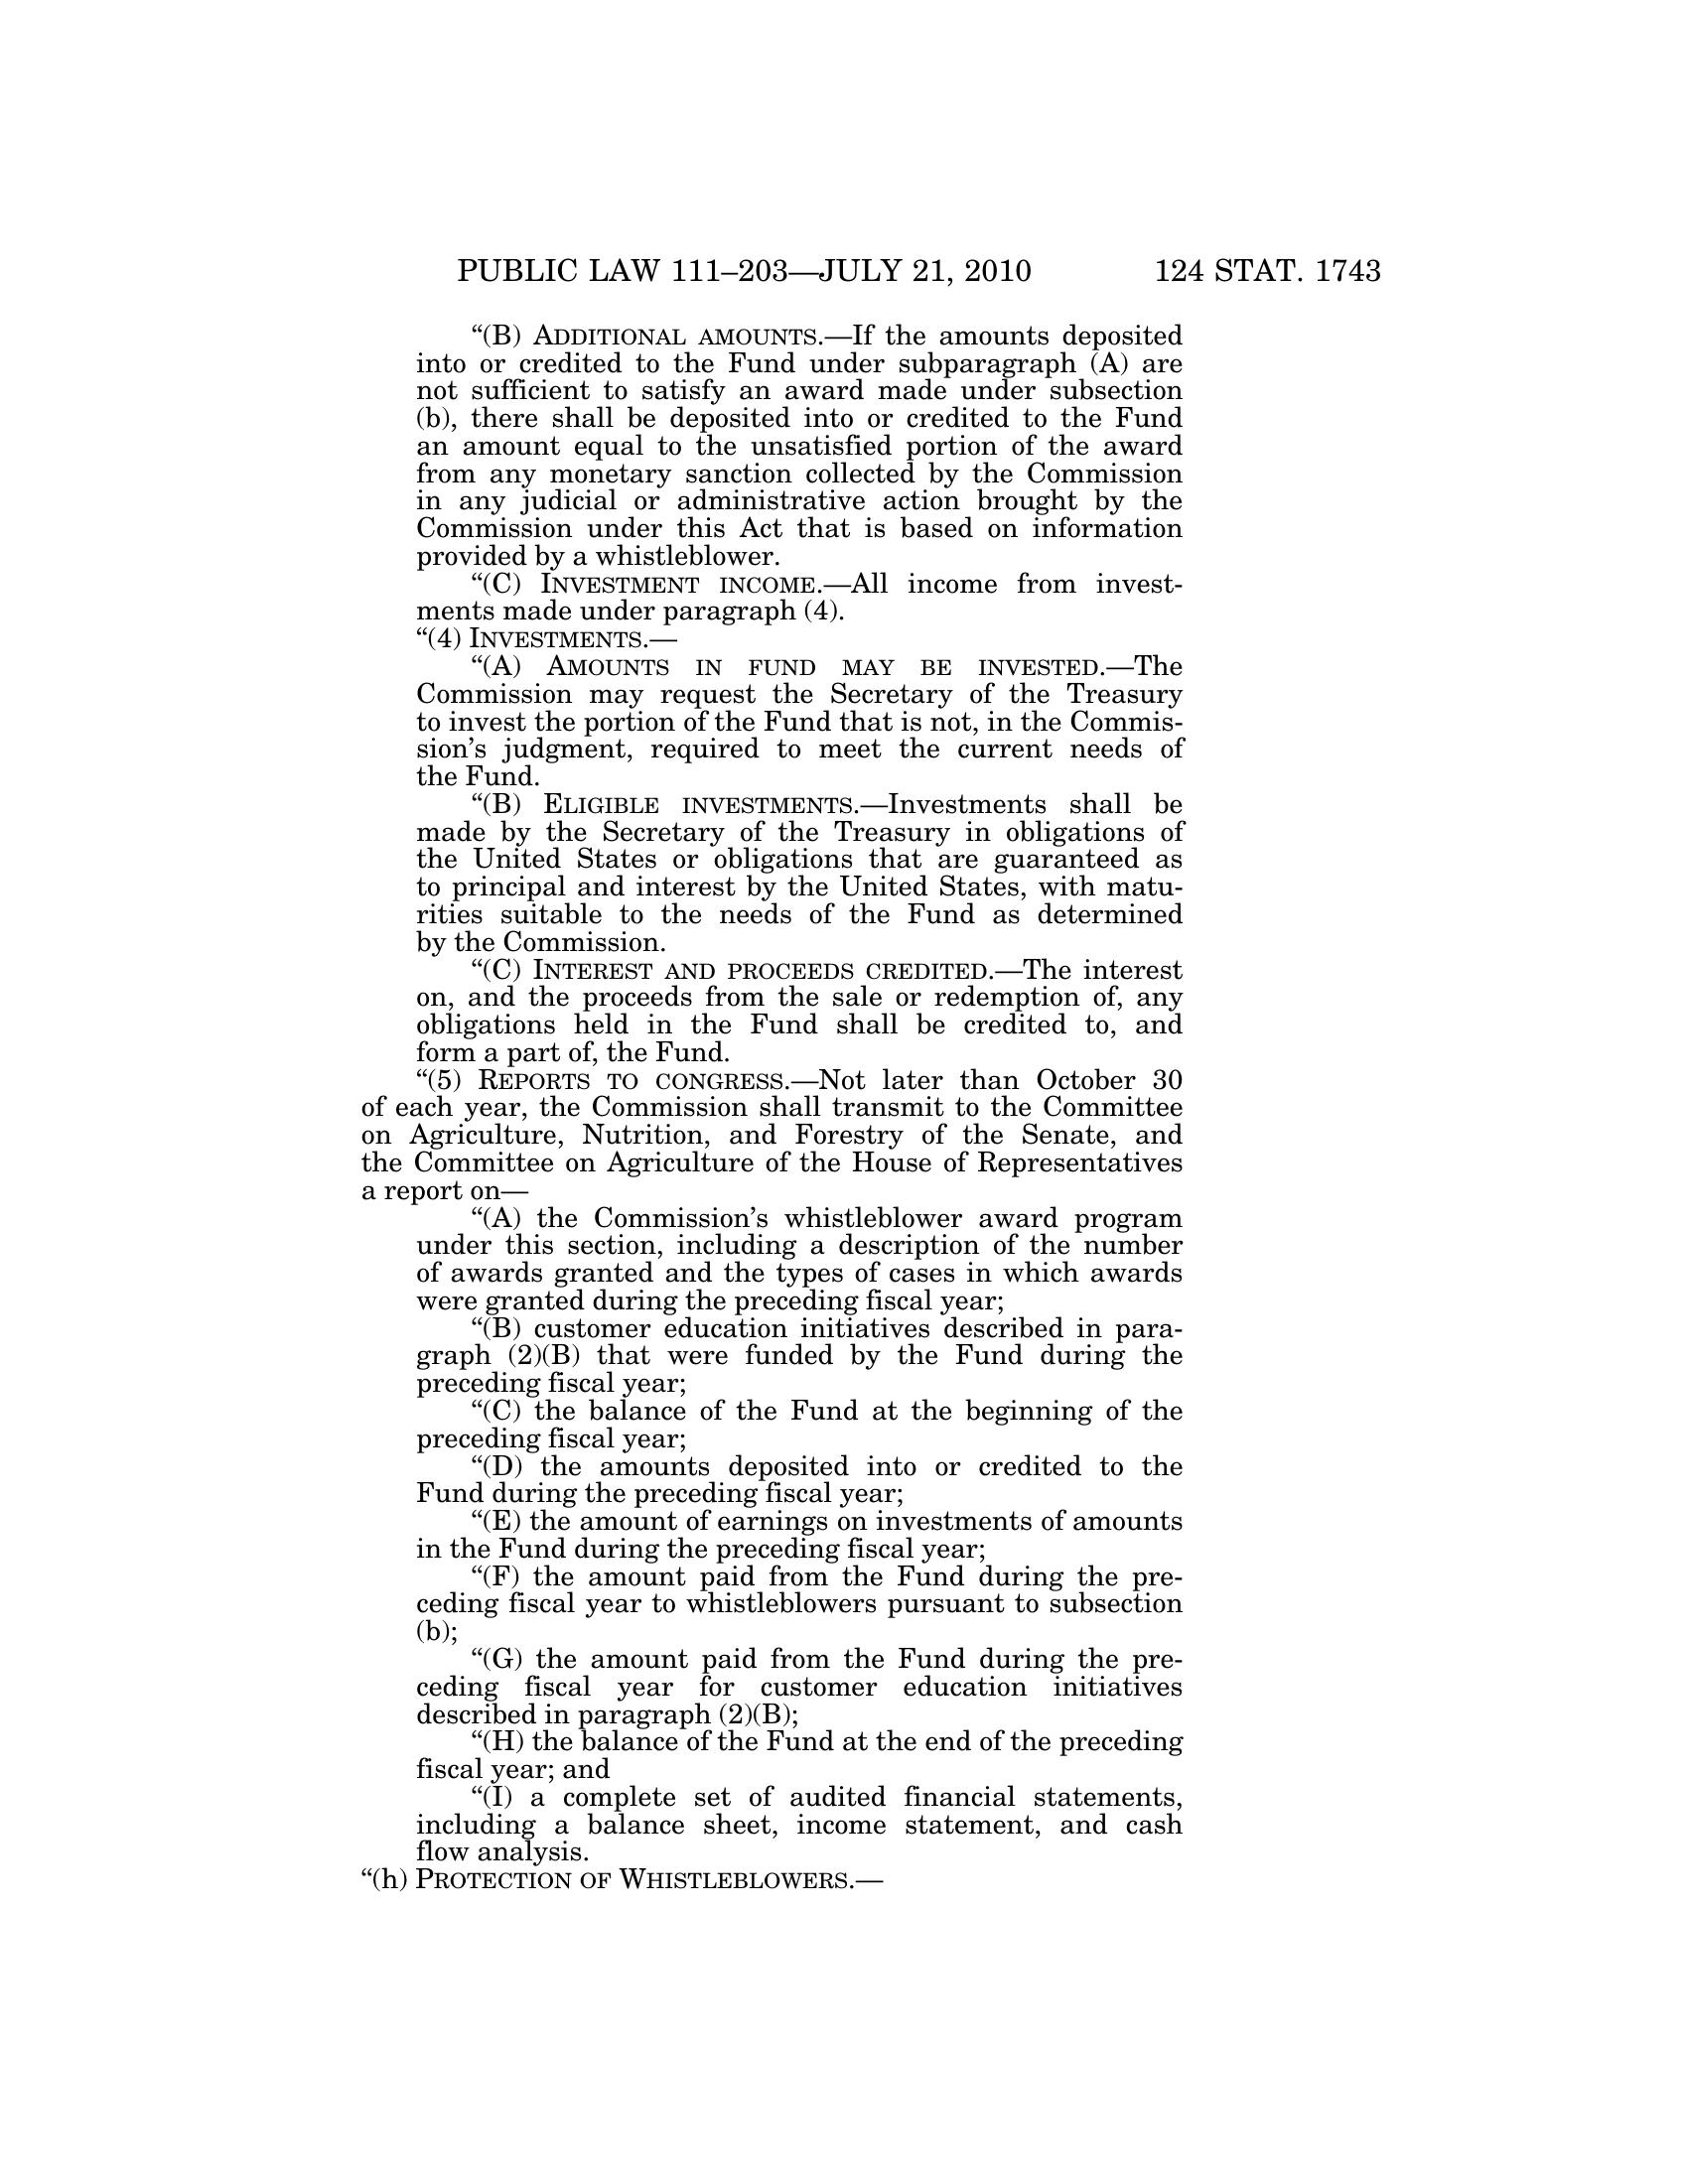 PUBLIC LAW 111–203—JULY 21, 2010 124 STAT. 1743
“(B) ADDITIONAL AMOUNTS.—If the amounts deposited
into or credited to the Fund under subparagraph (A) are
not sufficient to satisfy an award made under subsection
(b), there shall be deposited into or credited to the Fund
an amount equal to the unsatisfied portion of the award
from any monetary sanction collected by the Commission
in any judicial or administrative action brought by the
Commission under this Act that is based on information
provided by a whistleblower.
“(C) INVESTMENT INCOME.—All income from invest-
ments made under paragraph (4).
“(4) INVESTMENTS.—
“(A) AMOUNTS IN FUND MAY BE INVESTED.—The
Commission may request the Secretary of the Treasury
to invest the portion of the Fund that is not, in the Commis-
sion’s judgment, required to meet the current needs of
the Fund.
“(B) ELIGIBLE INVESTMENTS.—Investments shall be
made by the Secretary of the Treasury in obligations of
the United States or obligations that are guaranteed as
to principal and interest by the United States, with matu-
rities suitable to the needs of the Fund as determined
by the Commission.
“(C) INTEREST AND PROCEEDS CREDITED.—The interest
on, and the proceeds from the sale or redemption of, any
obligations held in the Fund shall be credited to, and
form a part of, the Fund.
“(5) REPORTS TO CONGRESS.—Not later than October 30
of each year, the Commission shall transmit to the Committee
on Agriculture, Nutrition, and Forestry of the Senate, and
the Committee on Agriculture of the House of Representatives
a report on—
“(A) the Commission’s whistleblower award program
under this section, including a description of the number
of awards granted and the types of cases in which awards
were granted during the preceding fiscal year;
“(B) customer education initiatives described in para-
graph (2)(B) that were funded by the Fund during the
preceding fiscal year;
“(C) the balance of the Fund at the beginning of the
preceding fiscal year;
“(D) the amounts deposited into or credited to the
Fund during the preceding fiscal year;
“(E) the amount of earnings on investments of amounts
in the Fund during the preceding fiscal year;
“(F) the amount paid from the Fund during the pre-
ceding fiscal year to whistleblowers pursuant to subsection
(b);
“(G) the amount paid from the Fund during the pre-
ceding fiscal year for customer education initiatives
described in paragraph (2)(B);
“(H) the balance of the Fund at the end of the preceding
fiscal year; and
“(I) a complete set of audited financial statements,
including a balance sheet, income statement, and cash
flow analysis.
“(h) PROTECTION OF WHISTLEBLOWERS.—